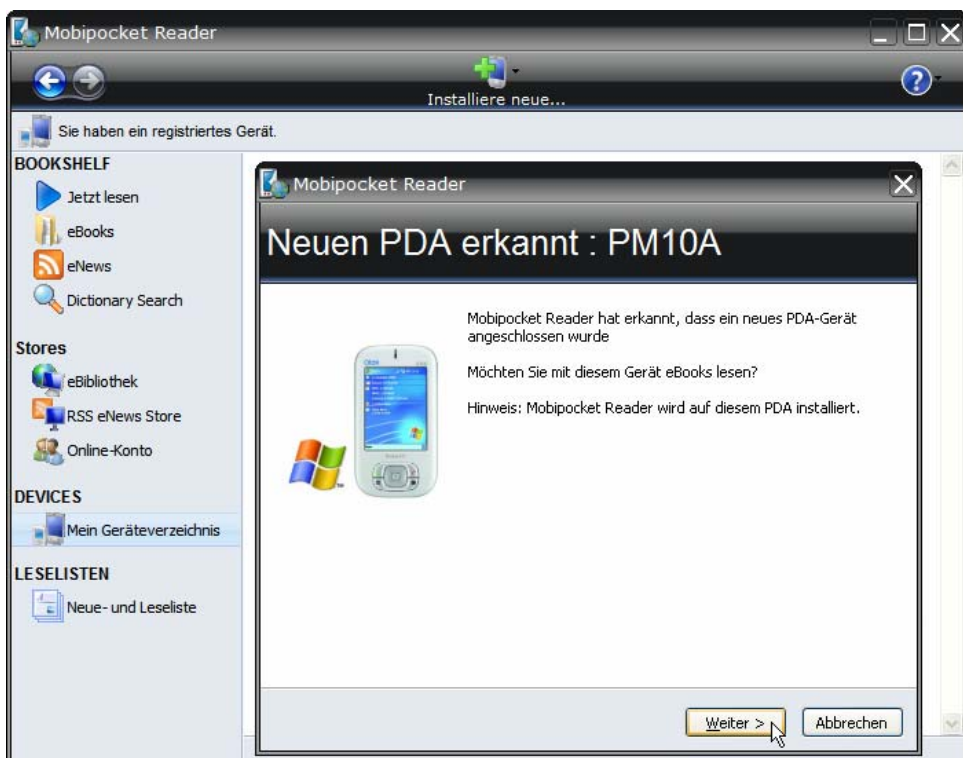 Mobipocket Reader
Installiere neue...
Sie haben ein registriertes Gerät.
BOOKSHELF
Jetzt lesen
eBooks
eNews
Dictionary Search
Stores
eBibliothek
RSS eNews Store
Online-Konto
DEVICES
Mein Geräteverzeichnis
LESELISTEN
Neue- und Leseliste
Mobipocket Reader
Neuen PDA erkannt : PM10A
Mobipocket Reader hat erkannt, dass ein neues PDA-Gerät
angeschlossen wurde
Möchten Sie mit diesem Gerät eBooks lesen?
Hinweis: Mobipocket Reader wird auf diesem PDA installiert.
Weiter >
Abbrechen